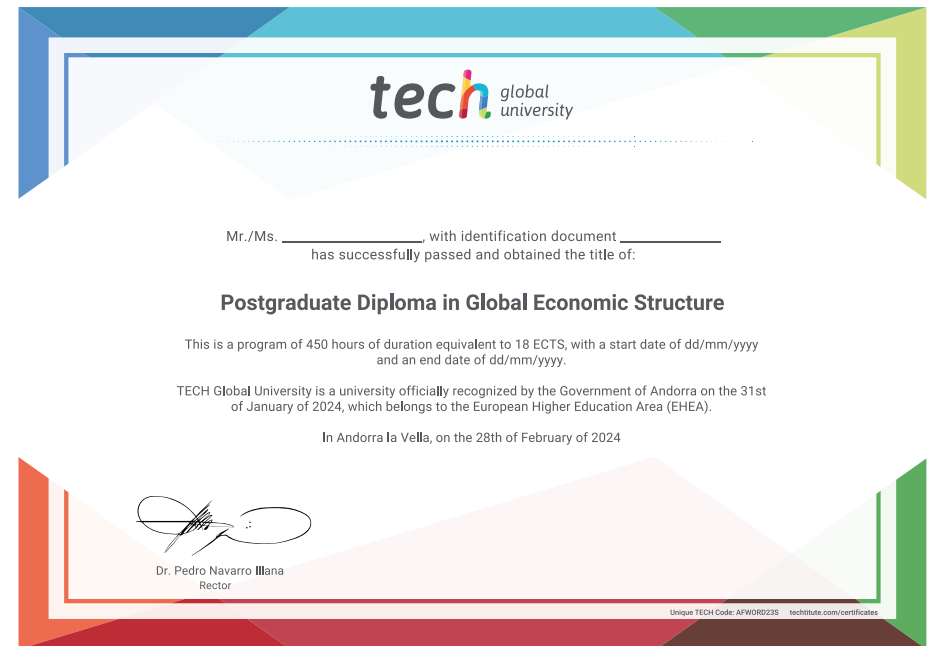 tech global
university
Mr./Ms. ____________________, with identification document ______________
has successfully passed and obtained the title of:
Postgraduate Diploma in Global Economic Structure
This is a program of 450 hours of duration equivalent to 18 ECTS, with a start date of dd/mm/yyyy
and an end date of dd/mm/yyyy.
TECH Global University is a university officially recognized by the Government of Andorra on the 31st
of January of 2024, which belongs to the European Higher Education Area (EHEA).
In Andorra la Vella, on the 28th of February of 2024
Dr. Pedro Navarro Illana
Rector
Unique TECH Code: AFWORD23S techtitute.com/certificates